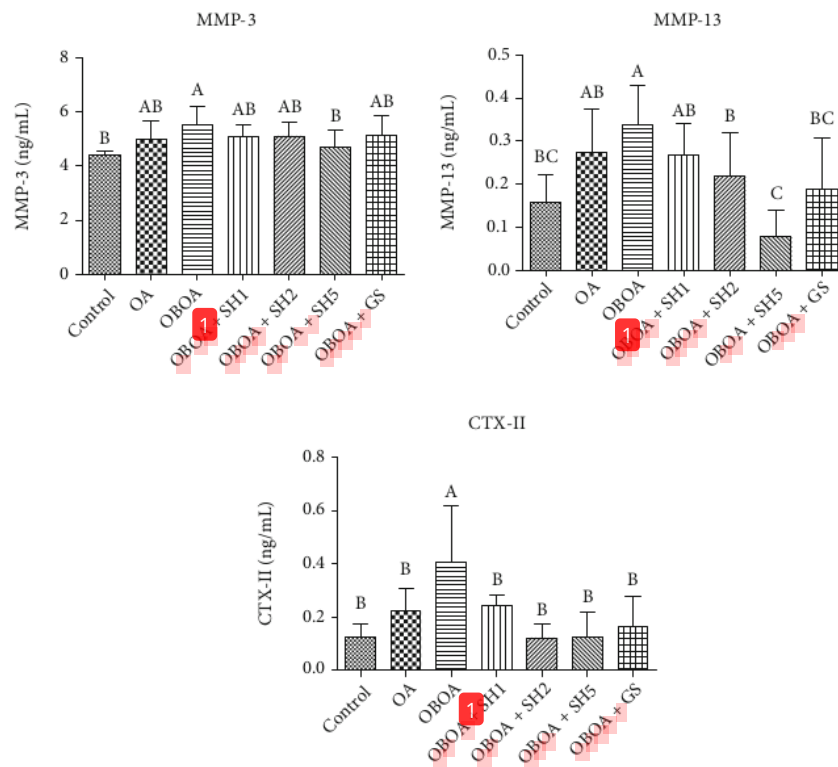 MMP-3
MMP-3 (ng/mL)
8
6
4
2
0
B
AB
A
AB
AB
B
AB
Control
OA
OBOA
OBOA + SH1
OBOA + SH2
OBOA + SH5
OBOA + GS
1
MMP-13
MMP-13 (ng/mL)
0.5
0.4
0.3
0.2
0.1
0.0
BC
AB
A
AB
B
C
BC
Control
OA
OBOA
OBOA + SH1
OBOA + SH2
OBOA + SH5
OBOA + GS
1
CTX-II
CTX-II (ng/mL)
0.8
0.6
0.4
0.2
0.0
B
B
A
B
B
B
B
Control
OA
OBOA
OBOA + SH1
OBOA + SH2
OBOA + SH5
OBOA + GS
1